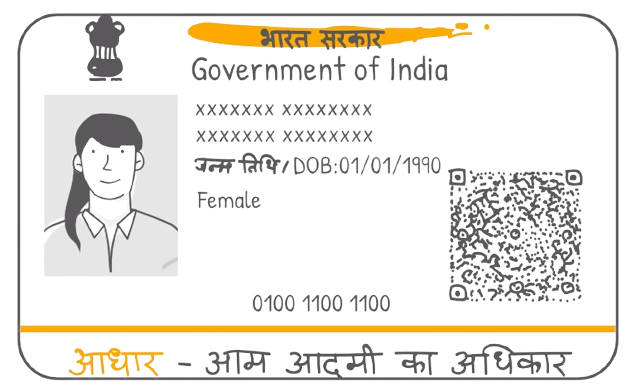 भारत सरकार
Government of India
xxxxxxx xxxxxxxx
xxxxxxx xxxxxxxx
जन्म तिथि/DOB:01/01/1990
Female
0100 1100 1100
आधार - आम आदमी का अधिकार